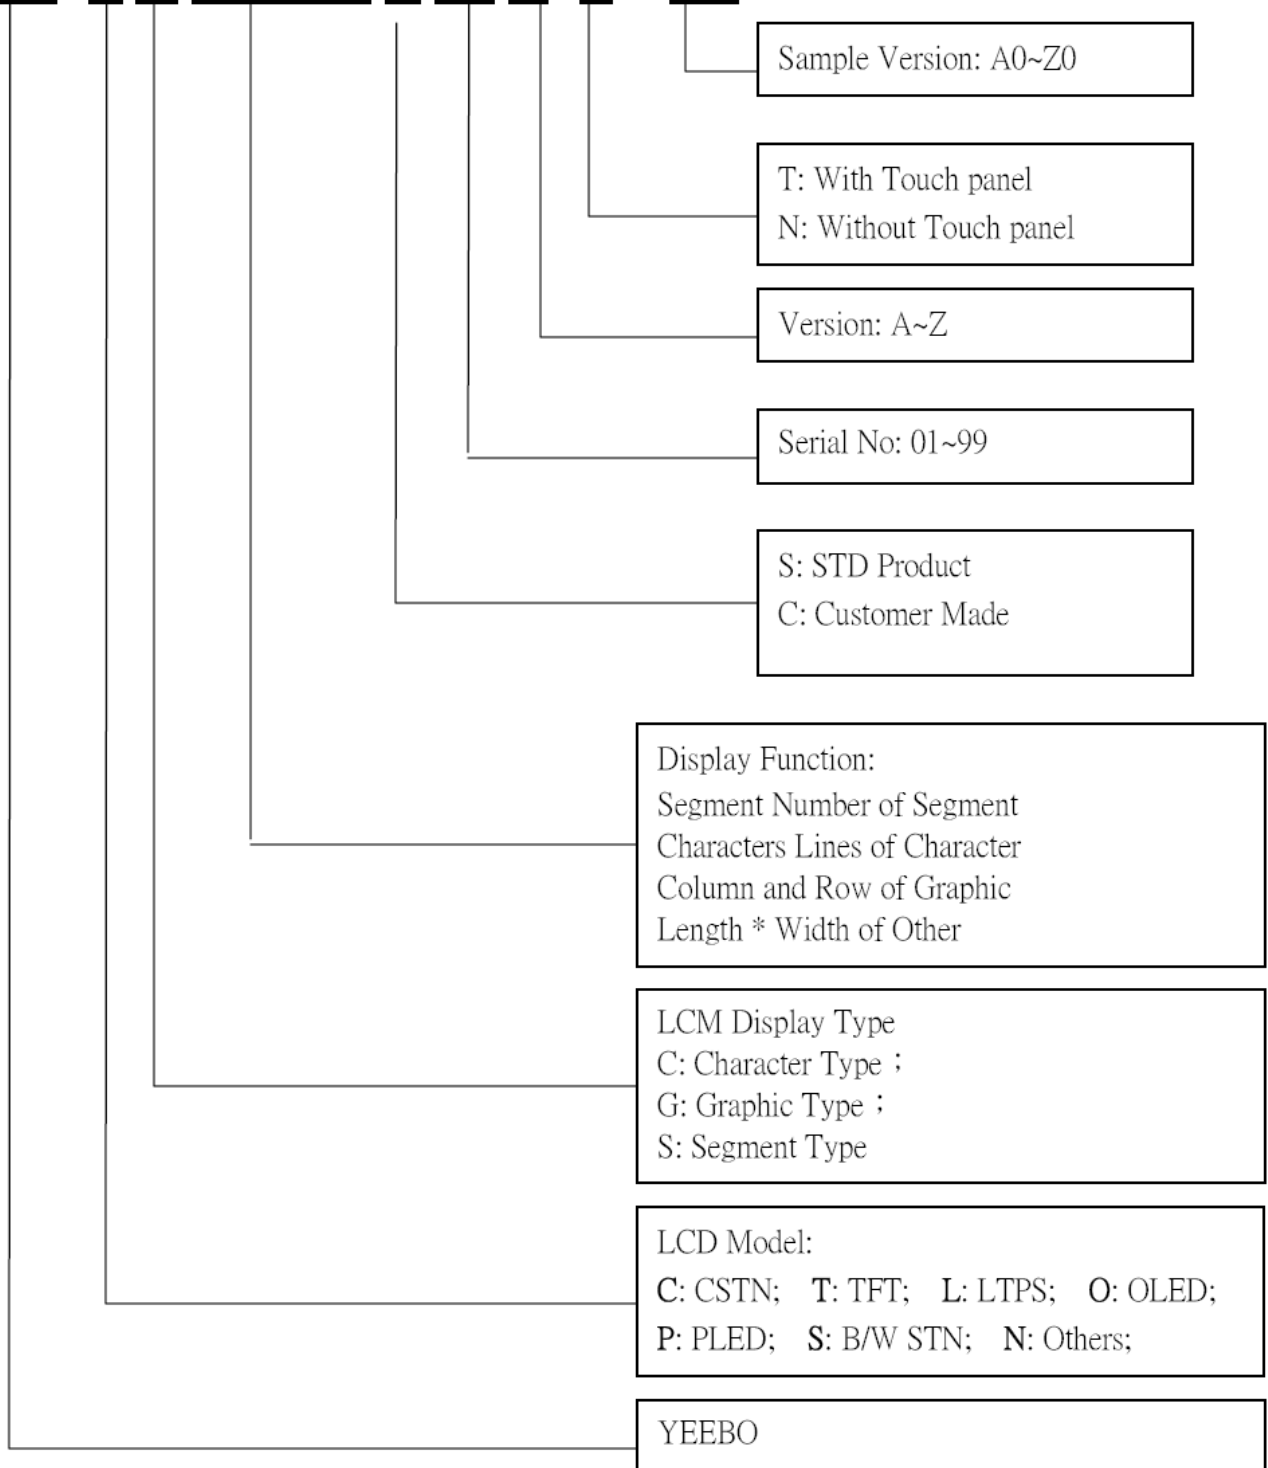 Sample Version: A0~Z0
T: With Touch panel
N: Without Touch panel
Version: A~Z
Serial No: 01~99
S: STD Product
C: Customer Made
Display Function:
Segment Number of Segment
Characters Lines of Character
Column and Row of Graphic
Length * Width of Other
LCM Display Type
C: Character Type；
G: Graphic Type；
S: Segment Type
LCD Model:
C: CSTN; T: TFT; L: LTPS; O: OLED;
P: PLED; S: B/W STN; N: Others;
YEEBO